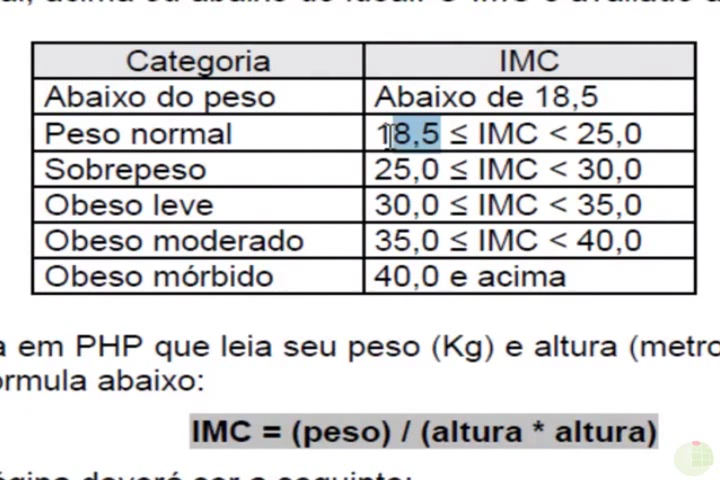 Categoria IMC
Abaixo do peso Abaixo de 18,5
Peso normal 18,5 ≤ IMC < 25,0
Sobrepeso 25,0 ≤ IMC < 30,0
Obeso leve 30,0 ≤ IMC < 35,0
Obeso moderado 35,0 ≤ IMC < 40,0
Obeso mórbido 40,0 e acima
em PHP que leia seu peso (Kg) e altura (metro
abaixo:
IMC = (peso) / (altura * altura)